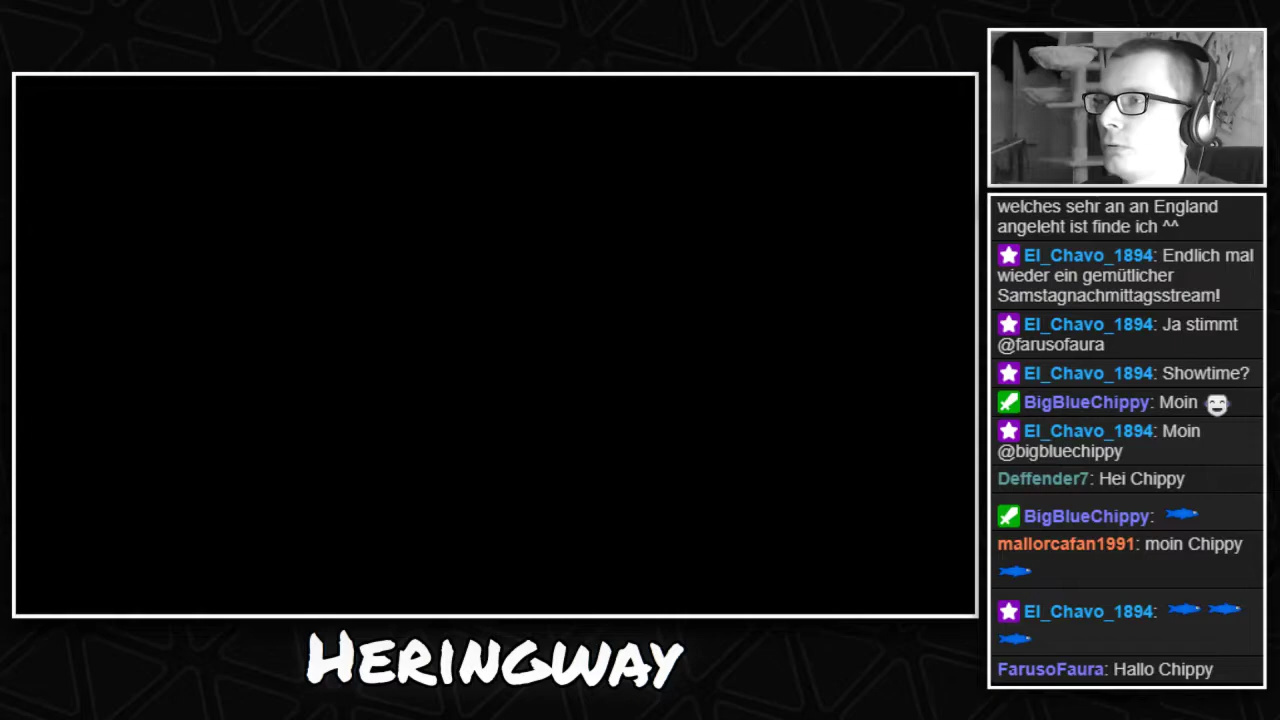 welches sehr an an England
angeleht ist finde ich ^^
El_Chavo_1894: Endlich mal
wieder ein gemütlicher
Samstagnachmittagsstream!
El_Chavo_1894: Ja stimmt
@farusofaura
El_Chavo_1894: Showtime?
BigBlueChippy: Moin
El_Chavo_1894: Moin
@bigbluechippy
Deffender7: Hei Chippy
BigBlueChippy:
mallorcafan1991: moin Chippy
El_Chavo_1894:
FarusoFaura: Hallo Chippy
HERINGWAY